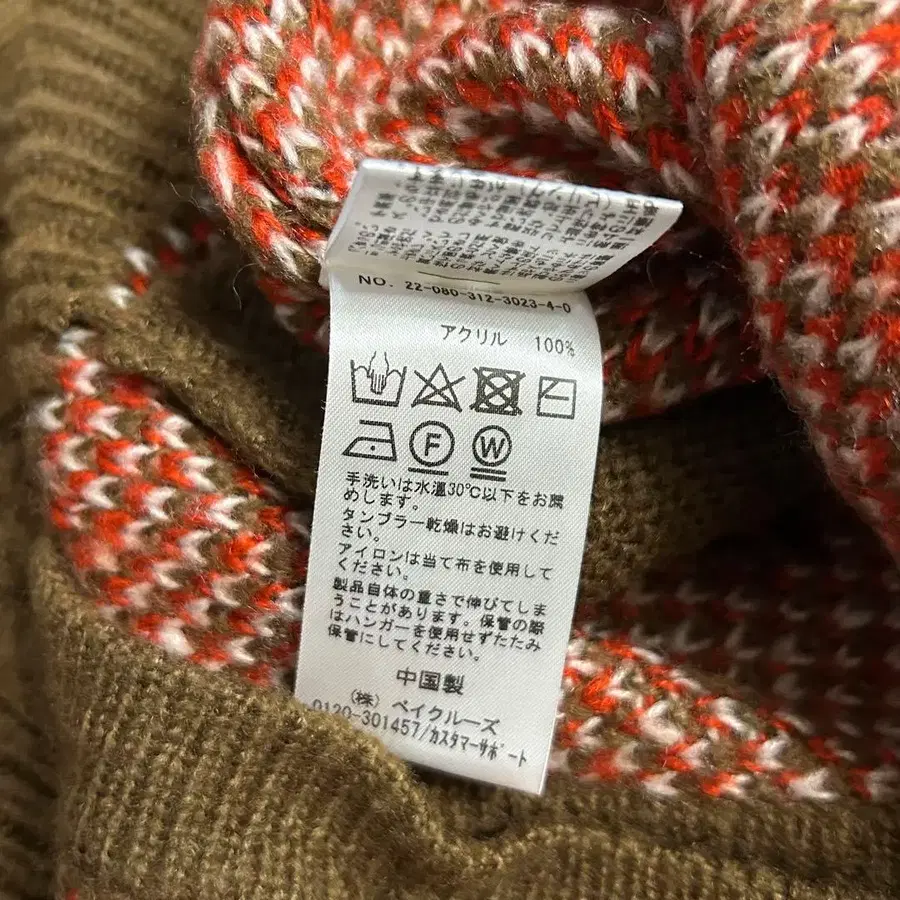 NO. 22-080-312-3023-4-0
アクリル 100%
F W
手洗いは水温30℃以下をお薦
めします。
タンブラー乾燥はお避けくだ
さい。
アイロンは当て布を使用して
ください。
製品自体の重さで伸びてしま
うことがあります。保管の際
はハンガーを使用せずたたみ
保管にしてください。
中国製
(株) ベイクルーズ
0120-301457/カスタマーサポート